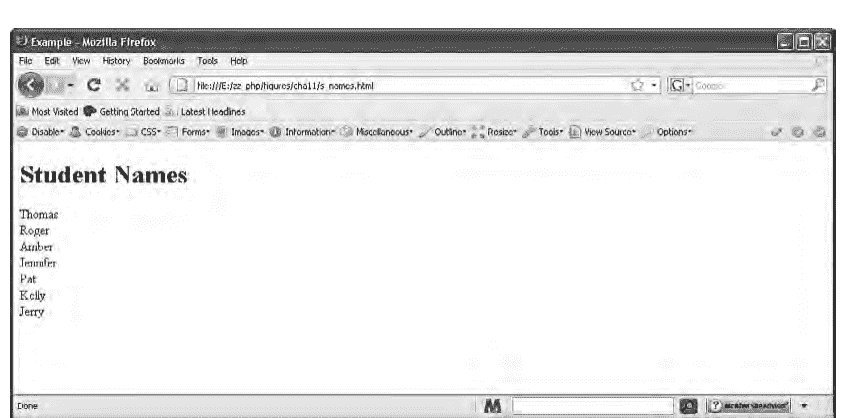 Example - Mozilla Firefox
File Edit View History Bookmarks Tools Help
file:///E:/zz_php/figures/cha11/s_names.html G Google
Most Visited Getting Started Latest Headlines
Disable Cookies CSS Forms Images Information Miscellaneous Outline Resize Tools View Source Options
Student Names
Thomas
Roger
Amber
Jennifer
Pat
Kelly
Jerry
Done M